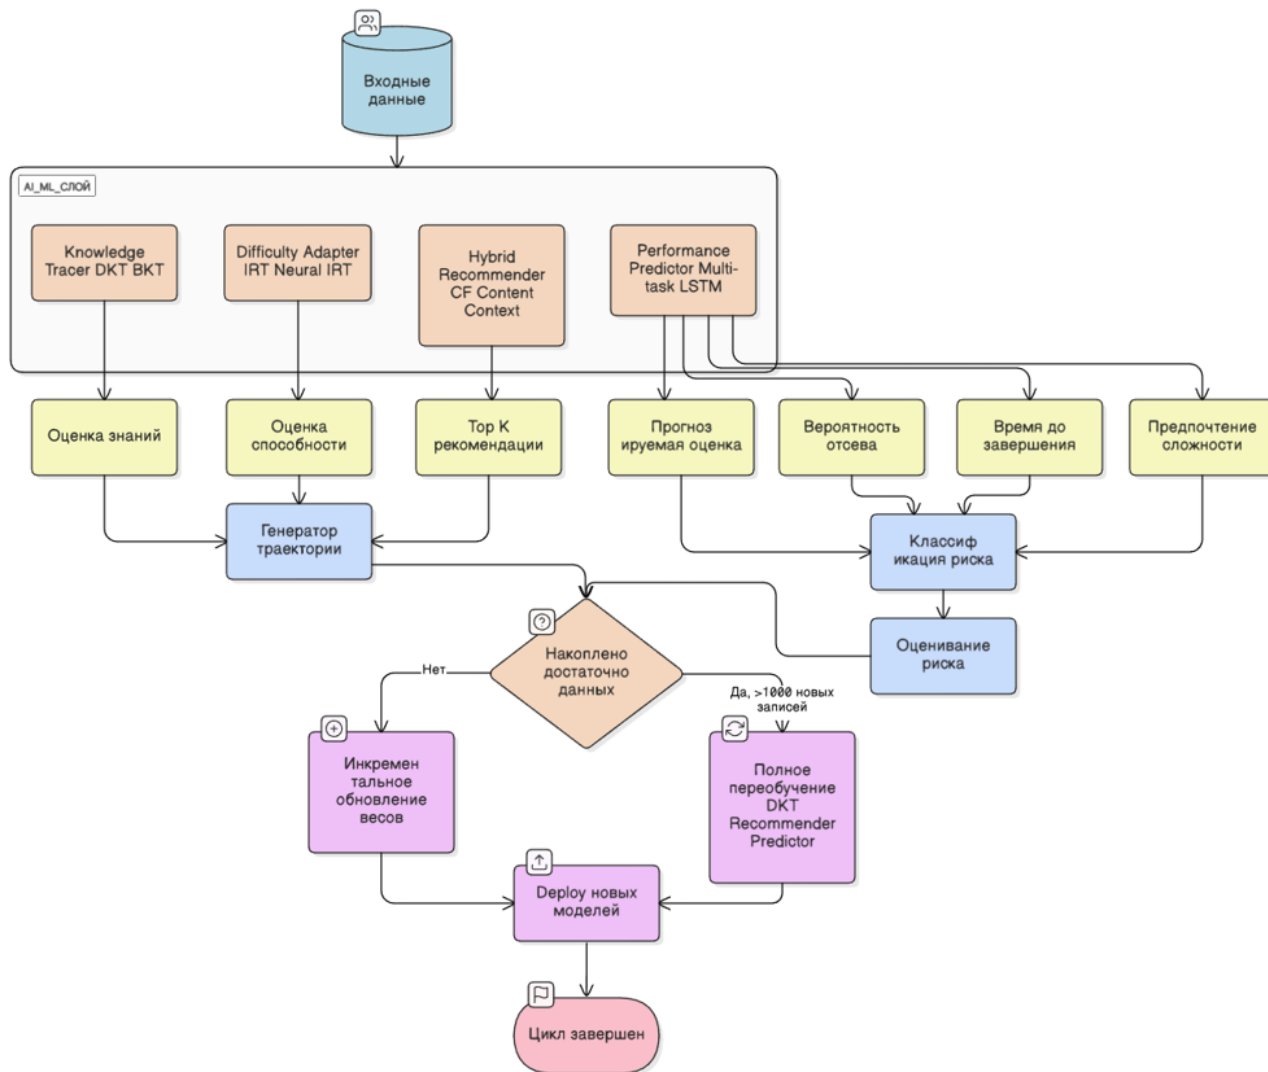 Входные
данные
AI_ML_СЛОЙ
Knowledge
Tracer DKT BKT
Difficulty Adapter
IRT Neural IRT
Hybrid
Recommender
CF Content
Context
Performance
Predictor Multi-
task LSTM
Оценка знаний
Оценка
способности
Top K
рекомендации
Прогноз
ируемая оценка
Вероятность
отсева
Время до
завершения
Предпочтение
сложности
Генератор
траектории
Классиф
икация риска
Оценивание
риска
Накоплено
достаточно
данных
Нет
Да, >1000 новых
записей
Инкремен
тальное
обновление
весов
Полное
переобучение
DKT
Recommender
Predictor
Deploy новых
моделей
Цикл завершен